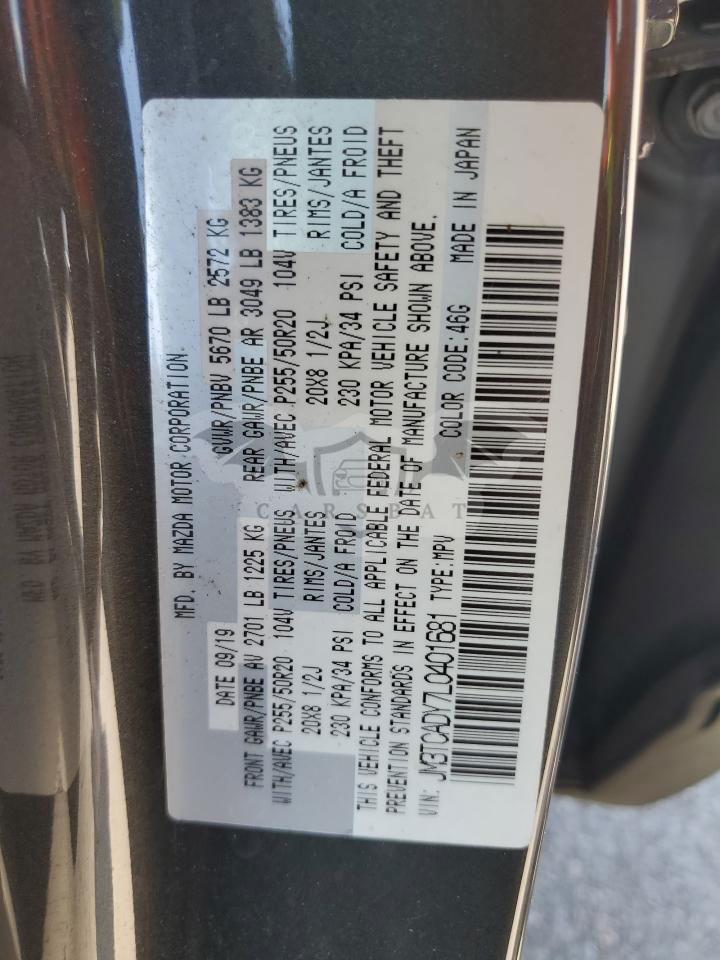 MFD. BY MAZDA MOTOR CORPORATION
DATE 09/19 GVWR/PNBV 5670 LB 2572 KG
FRONT GAWR/PNBE AV 2701 LB 1225 KG REAR GAWR/PNBE AR 3049 LB 1383 KG
WITH/AVEC P255/50R20 104V TIRES/PNEUS WITH/AVEC P255/50R20 104V TIRES/PNEUS
20X8 1/2J RIMS/JANTES 20X8 1/2J RIMS/JANTES
230 KPA/34 PSI COLD/A FROID 230 KPA/34 PSI COLD/A FROID
THIS VEHICLE CONFORMS TO ALL APPLICABLE FEDERAL MOTOR VEHICLE SAFETY AND THEFT
PREVENTION STANDARDS IN EFFECT ON THE DATE OF MANUFACTURE SHOWN ABOVE.
VIN: JM3TCADY7L0401681 TYPE:MPV COLOR CODE:46G MADE IN JAPAN
CARSBAT